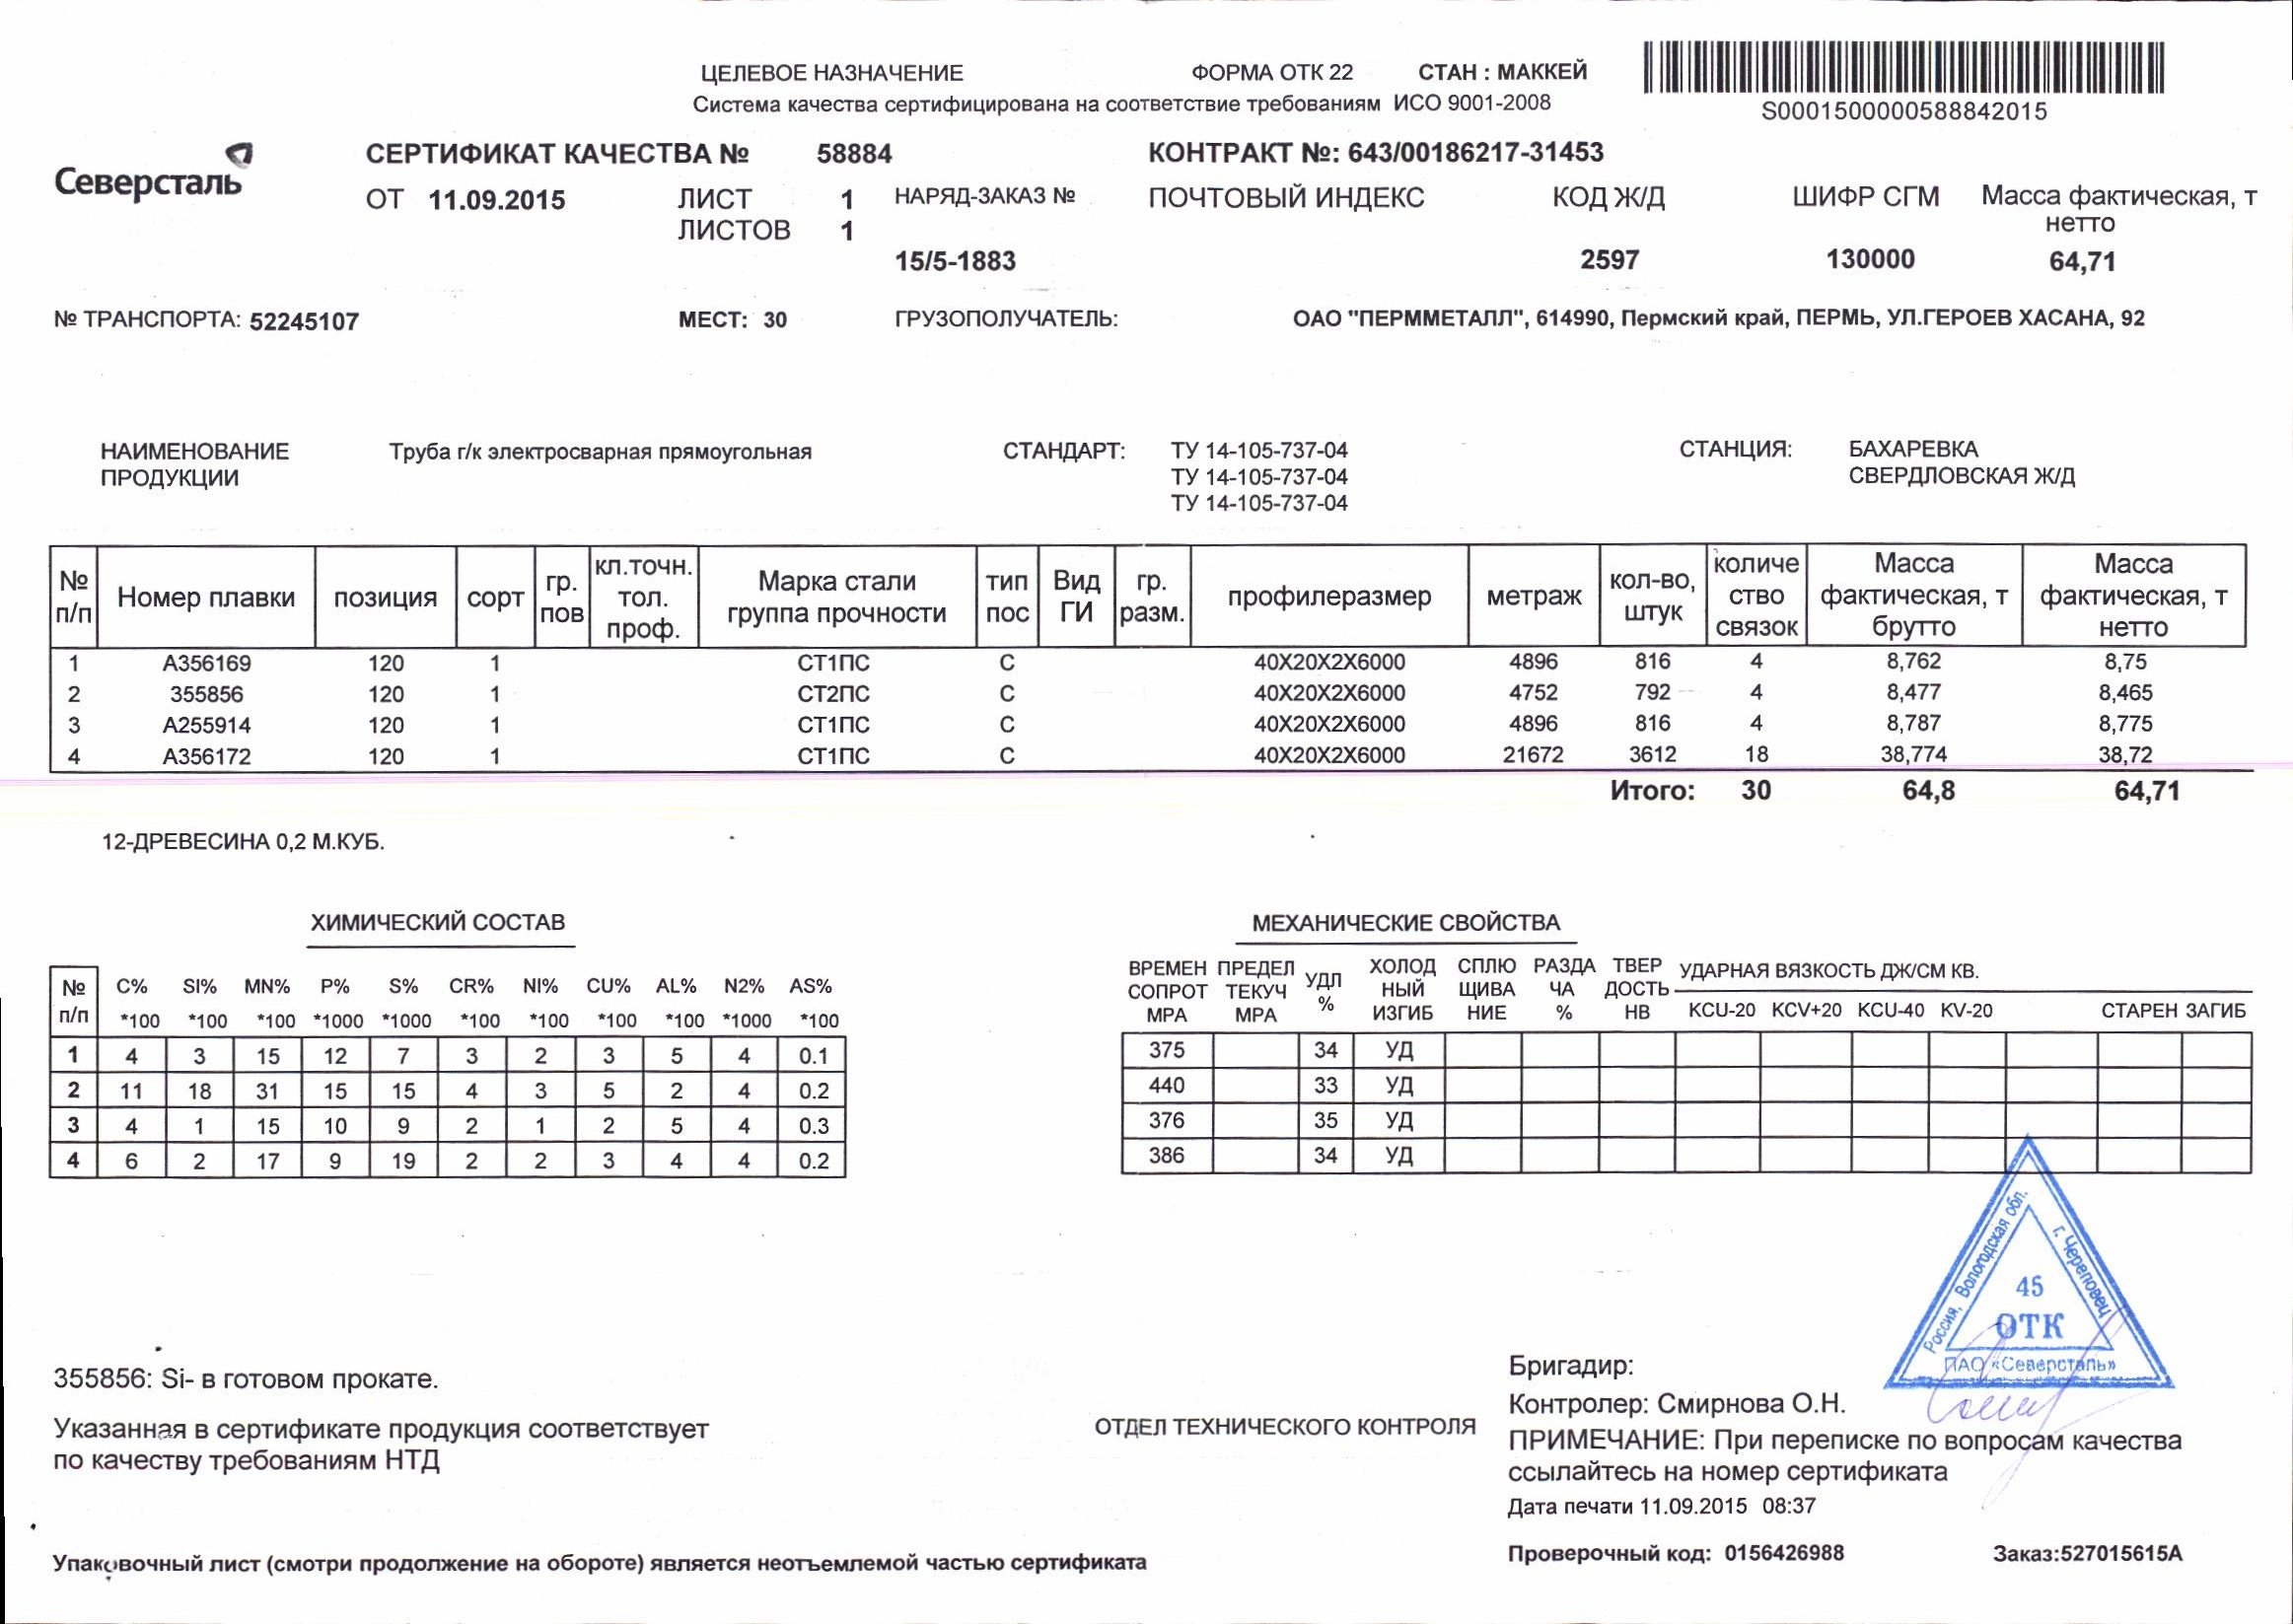 ЦЕЛЕВОЕ НАЗНАЧЕНИЕ ФОРМА ОТК 22 СТАН : МАККЕЙ
Система качества сертифицирована на соответствие требованиям ИСО 9001-2008
S0001500000588842015
Северсталь
СЕРТИФИКАТ КАЧЕСТВА № 58884 КОНТРАКТ №: 643/00186217-31453
ОТ 11.09.2015 ЛИСТ 1 НАРЯД-ЗАКАЗ № ПОЧТОВЫЙ ИНДЕКС КОД Ж/Д ШИФР СГМ Масса фактическая, т
ЛИСТОВ 1 нетто
15/5-1883 2597 130000 64,71
№ ТРАНСПОРТА: 52245107 МЕСТ: 30 ГРУЗОПОЛУЧАТЕЛЬ: ОАО "ПЕРММЕТАЛЛ", 614990, Пермский край, ПЕРМЬ, УЛ.ГЕРОЕВ ХАСАНА, 92
НАИМЕНОВАНИЕ Труба г/к электросварная прямоугольная СТАНДАРТ: ТУ 14-105-737-04 СТАНЦИЯ: БАХАРЕВКА
ПРОДУКЦИИ ТУ 14-105-737-04 СВЕРДЛОВСКАЯ Ж/Д
ТУ 14-105-737-04
№ п/п Номер плавки позиция сорт гр. пов кл.точн. тол. проф. Марка стали группа прочности тип пос Вид ГИ гр. разм. профилеразмер метраж кол-во, штук количе ство связок Масса фактическая, т брутто Масса фактическая, т нетто
1 А356169 120 1 СТ1ПС С 40Х20Х2Х6000 4896 816 4 8,762 8,75
2 355856 120 1 СТ2ПС С 40Х20Х2Х6000 4752 792 4 8,477 8,465
3 А255914 120 1 СТ1ПС С 40Х20Х2Х6000 4896 816 4 8,787 8,775
4 А356172 120 1 СТ1ПС С 40Х20Х2Х6000 21672 3612 18 38,774 38,72
Итого: 30 64,8 64,71
12-ДРЕВЕСИНА 0,2 М.КУБ.
ХИМИЧЕСКИЙ СОСТАВ
№ п/п C% SI% MN% P% S% CR% NI% CU% AL% N2% AS%
*100 *100 *100 *1000 *1000 *100 *100 *100 *100 *1000 *100
1 4 3 15 12 7 3 2 3 5 4 0.1
2 11 18 31 15 15 4 3 5 2 4 0.2
3 4 1 15 10 9 2 1 2 5 4 0.3
4 6 2 17 9 19 2 2 3 4 4 0.2
МЕХАНИЧЕСКИЕ СВОЙСТВА
ВРЕМЕН СОПРОТ МРА ПРЕДЕЛ ТЕКУЧ МРА УДЛ % ХОЛОД НЫЙ ИЗГИБ СПЛЮ ЩИВА НИЕ РАЗДА ЧА % ТВЕР ДОСТЬ НВ УДАРНАЯ ВЯЗКОСТЬ ДЖ/СМ КВ.
KCU-20 KCV+20 KCU-40 KV-20 СТАРЕН ЗАГИБ
375 34 УД
440 33 УД
376 35 УД
386 34 УД
Россия, Вологодская обл.
г. Череповец
45
ОТК
ПАО «Северсталь»
355856: Si- в готовом прокате.
Указанная в сертификате продукция соответствует
по качеству требованиям НТД
ОТДЕЛ ТЕХНИЧЕСКОГО КОНТРОЛЯ
Бригадир:
Контролер: Смирнова О.Н.
ПРИМЕЧАНИЕ: При переписке по вопросам качества
ссылайтесь на номер сертификата
Дата печати 11.09.2015 08:37
Упаковочный лист (смотри продолжение на обороте) является неотъемлемой частью сертификата
Проверочный код: 0156426988 Заказ:527015615А